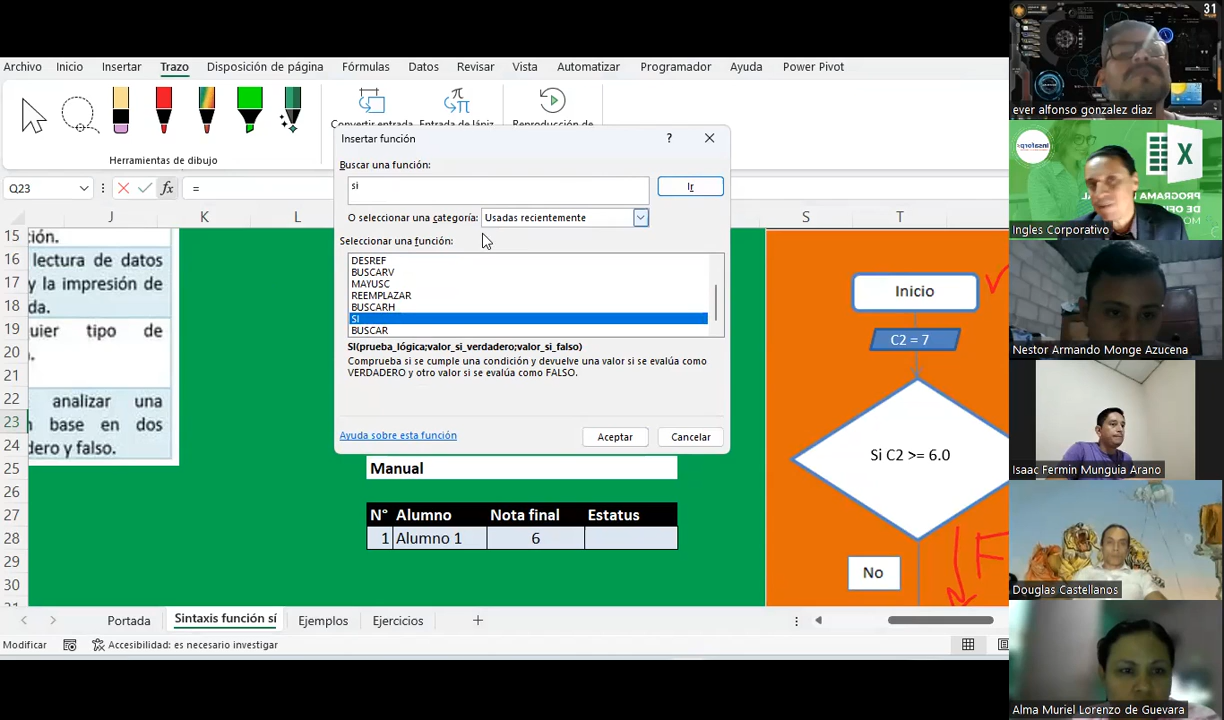 Archivo Inicio Insertar Trazo Disposición de página Fórmulas Datos Revisar Vista Automatizar Programador Ayuda Power Pivot
Herramientas de dibujo
Q23 fx =
J K L S T
15
16
17
18
19
20
21
22
23
24
25
26
27
28
29
30
ción.
lectura de datos
y la impresión de
da.
quier tipo de
analizar una
n base en dos
dero y falso.
Insertar función
? ×
Buscar una función:
si
Ir
O seleccionar una categoría: Usadas recientemente
Seleccionar una función:
DESREF
BUSCARV
MAYUSC
REEMPLAZAR
BUSCARH
SI
BUSCAR
SI(prueba_lógica;valor_si_verdadero;valor_si_falso)
Comprueba si se cumple una condición y devuelve una valor si se evalúa como
VERDADERO y otro valor si se evalúa como FALSO.
Ayuda sobre esta función
Aceptar Cancelar
Manual
N° Alumno Nota final Estatus
1 Alumno 1 6
Inicio
C2 = 7
Si C2 >= 6.0
No
F
Portada Sintaxis función sí Ejemplos Ejercicios +
Modificar Accesibilidad: es necesario investigar
31
ever alfonso gonzalez diaz
insaforp
X
Ingles Corporativo
Nestor Armando Monge Azucena
Isaac Fermin Munguia Arano
Douglas Castellanos
Alma Muriel Lorenzo de Guevara